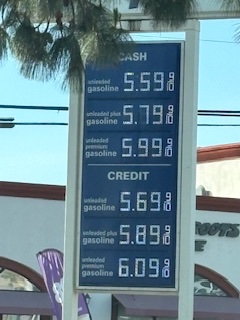 CASH
unleaded
gasoline 5.59 9/10
unleaded plus
gasoline 5.79 9/10
unleaded
premium
gasoline 5.99 9/10
CREDIT
unleaded
gasoline 5.69 9/10
unleaded plus
gasoline 5.89 9/10
unleaded
premium
gasoline 6.09 9/10
ROOTS